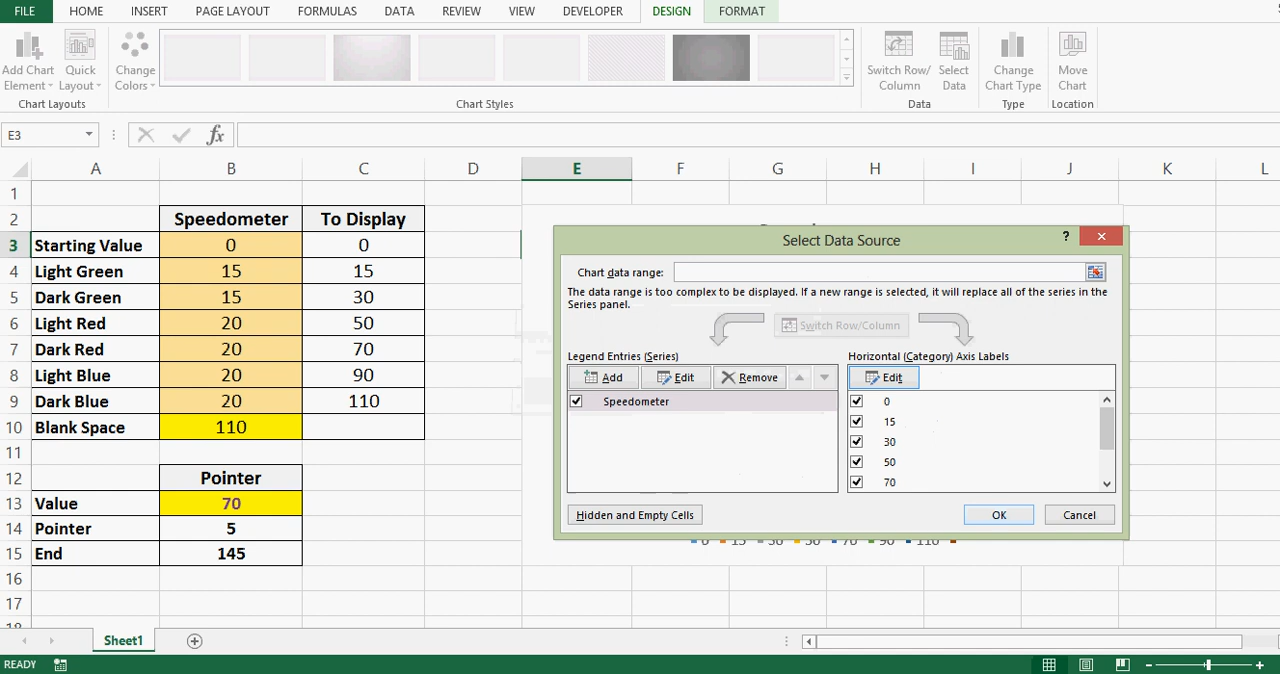 FILE HOME INSERT PAGE LAYOUT FORMULAS DATA REVIEW VIEW DEVELOPER DESIGN FORMAT
Add Chart Element Quick Layout Change Colors Switch Row/ Column Select Data Change Chart Type Move Chart
Chart Layouts Chart Styles Data Type Location
E3 fx
A B C D E F G H I J K L
1
2 Speedometer To Display
3 Starting Value 0 0
4 Light Green 15 15
5 Dark Green 15 30
6 Light Red 20 50
7 Dark Red 20 70
8 Light Blue 20 90
9 Dark Blue 20 110
10 Blank Space 110
11
12 Pointer
13 Value 70
14 Pointer 5
15 End 145
16
17
18
Select Data Source ?
Chart data range:
The data range is too complex to be displayed. If a new range is selected, it will replace all of the series in the
Series panel.
Switch Row/Column
Legend Entries (Series) Horizontal (Category) Axis Labels
Add Edit Remove Edit
Speedometer 0
15
30
50
70
Hidden and Empty Cells OK Cancel
0 15 30 50 70 90 110
Sheet1
READY